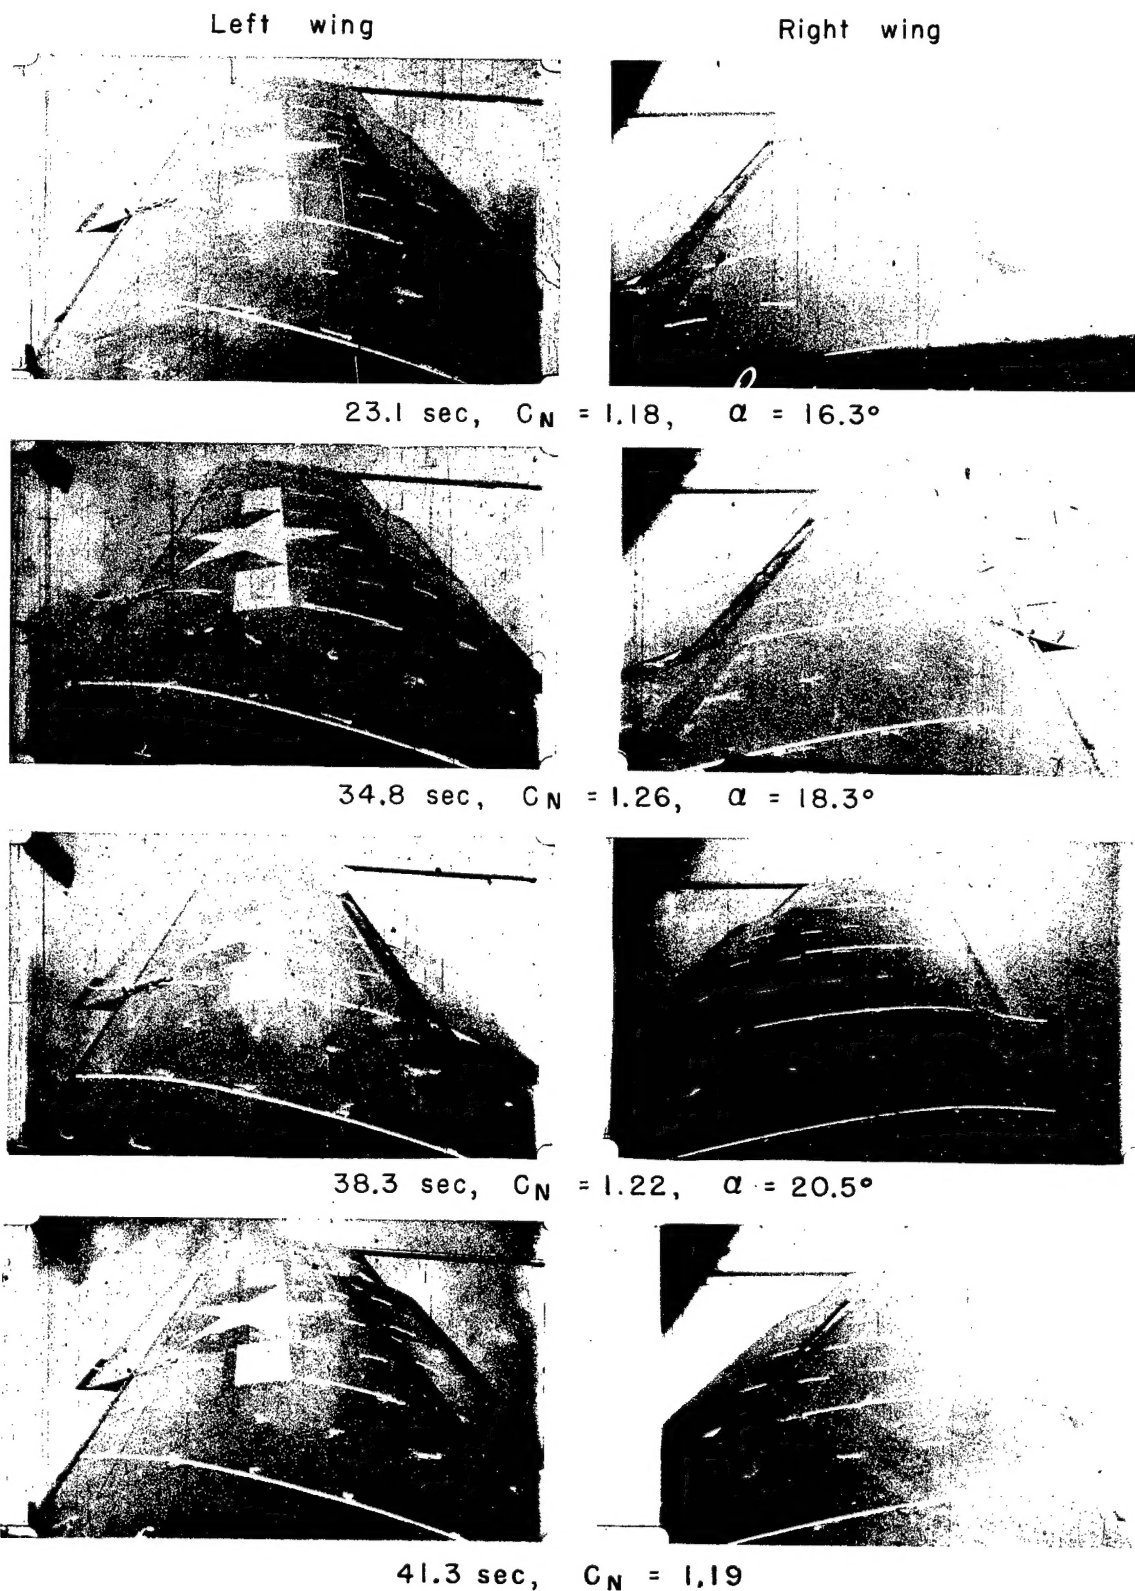 Left wing
Right wing
23.1 sec, CN = 1.18, α = 16.3°
34.8 sec, CN = 1.26, α = 18.3°
38.3 sec, CN = 1.22, α = 20.5°
41.3 sec, CN = 1.19